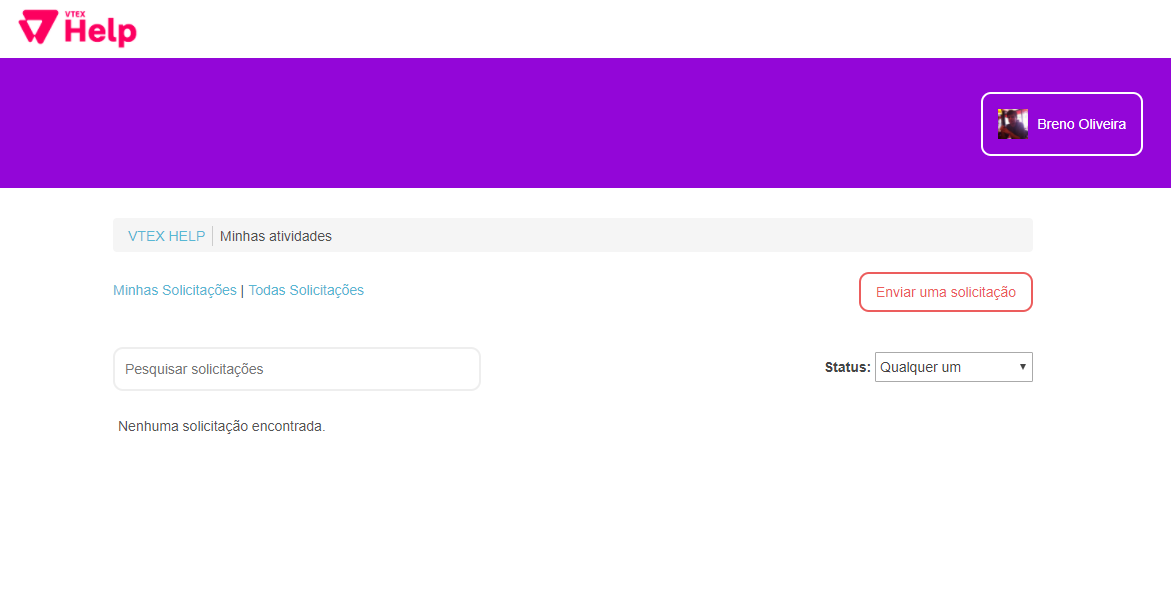 VTEX
Help
Breno Oliveira
VTEX HELP Minhas atividades
Minhas Solicitações | Todas Solicitações
Enviar uma solicitação
Pesquisar solicitações
Status: Qualquer um
Nenhuma solicitação encontrada.